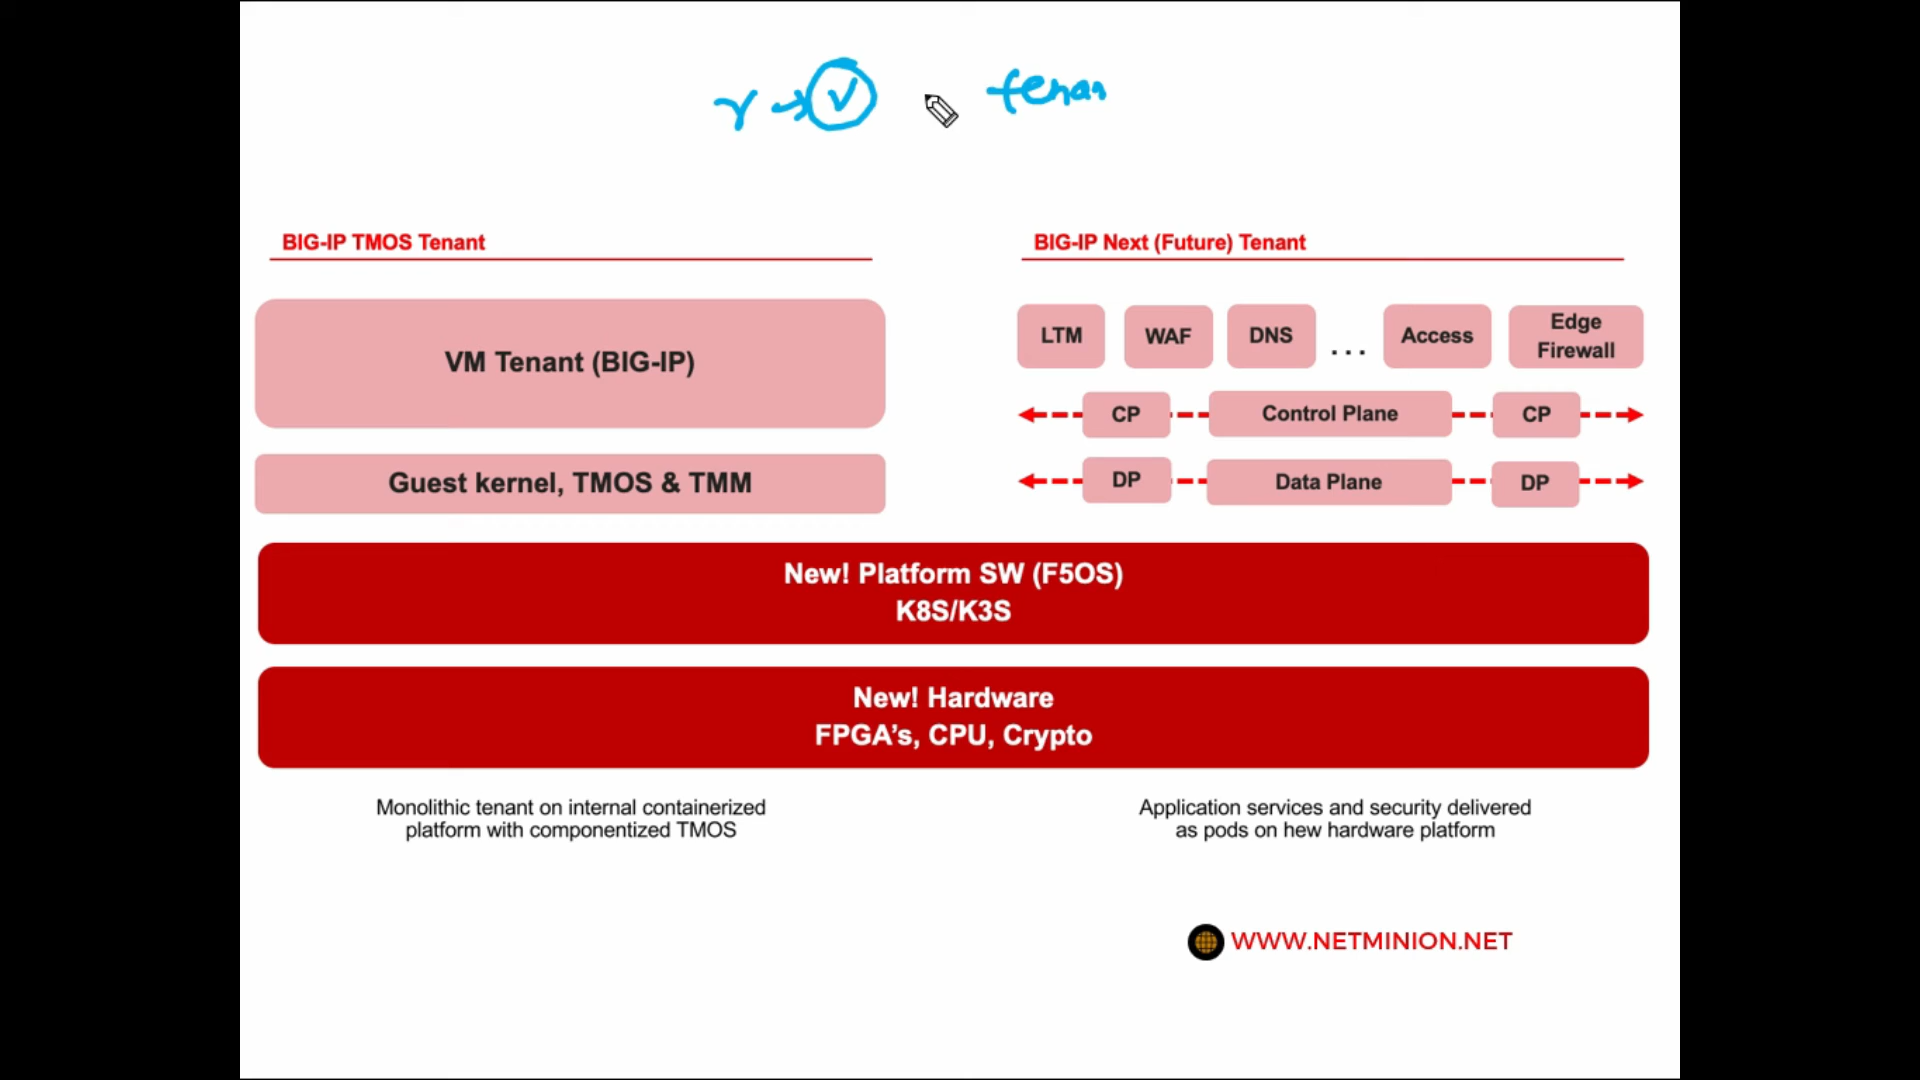 r → V tenan
BIG-IP TMOS Tenant
VM Tenant (BIG-IP)
Guest kernel, TMOS & TMM
BIG-IP Next (Future) Tenant
LTM WAF DNS ... Access Edge
Firewall
CP Control Plane CP
DP Data Plane DP
New! Platform SW (F5OS)
K8S/K3S
New! Hardware
FPGA's, CPU, Crypto
Monolithic tenant on internal containerized
platform with componentized TMOS
Application services and security delivered
as pods on hew hardware platform
WWW.NETMINION.NET